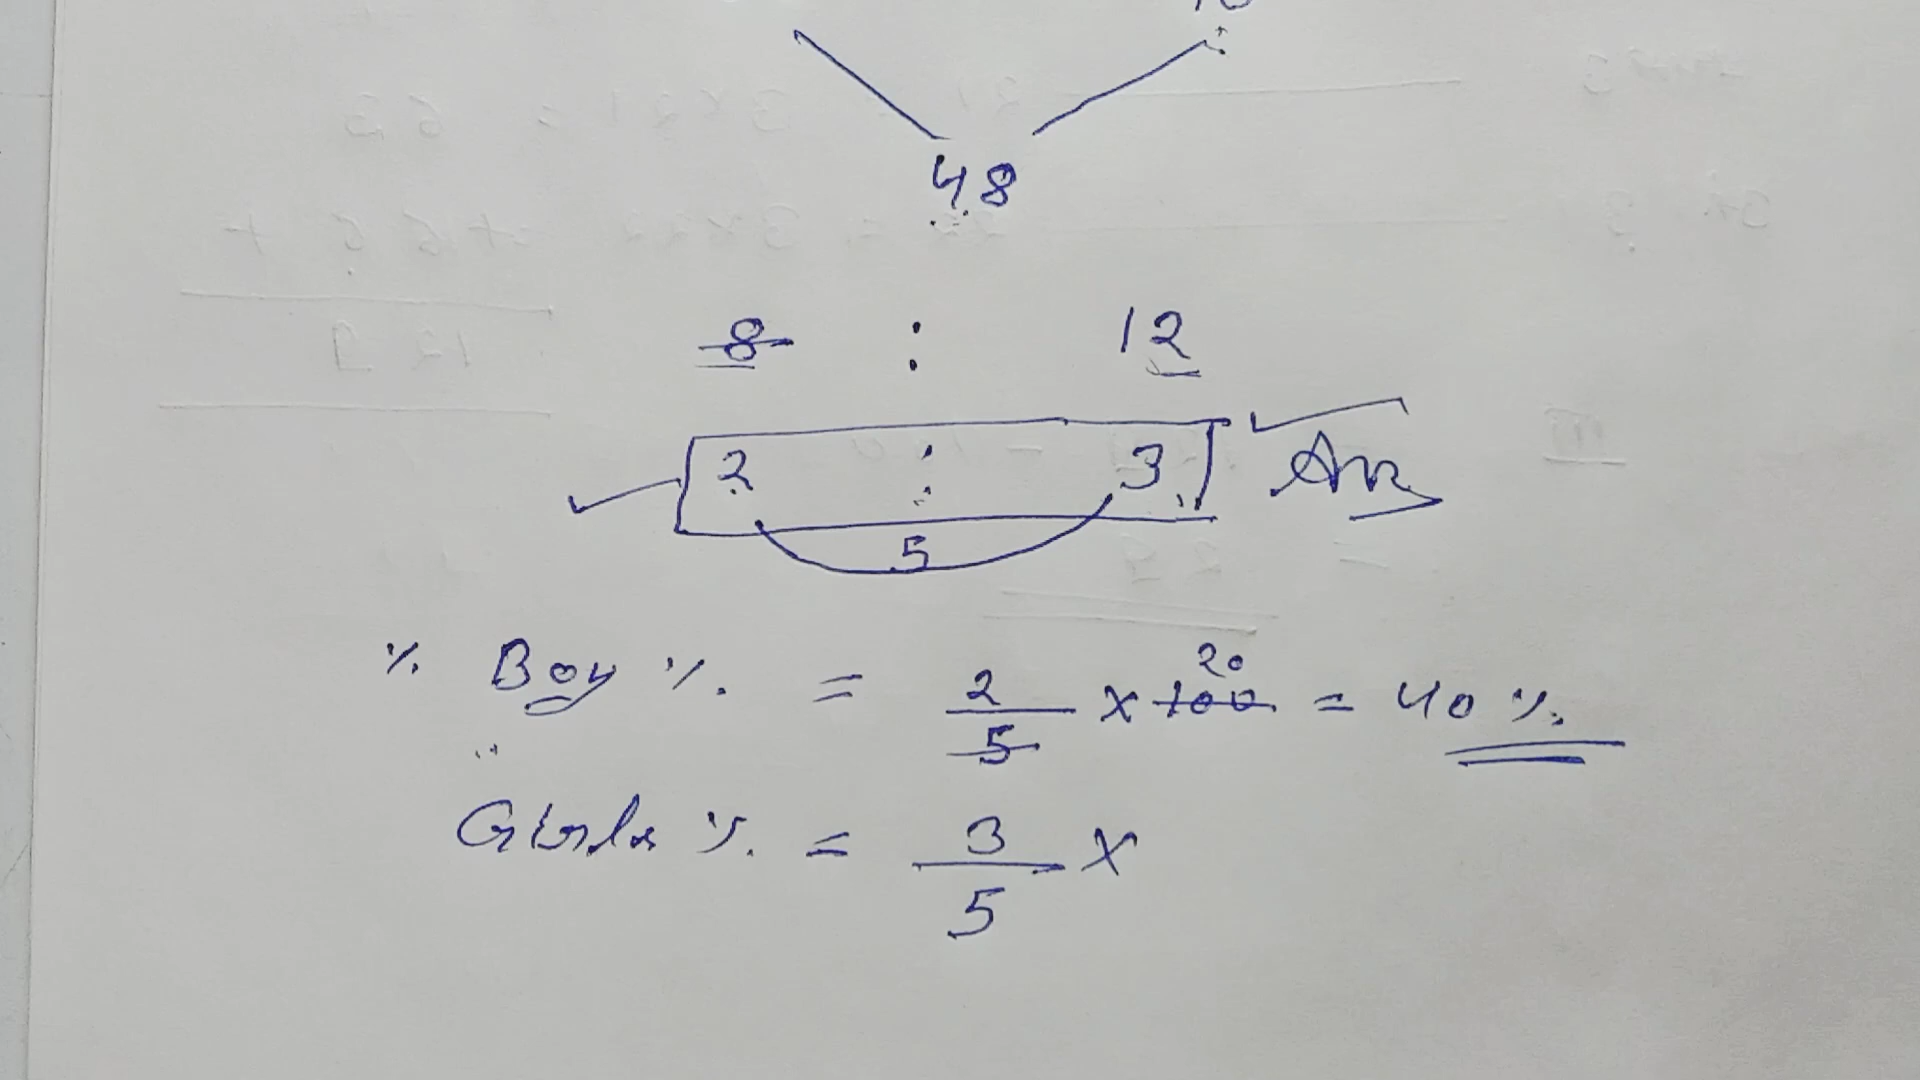 48
8 : 12
2 : 3 Ans
5
% Boy % = 2/5 x 100 20 = 40 %
Girls % = 3/5 x